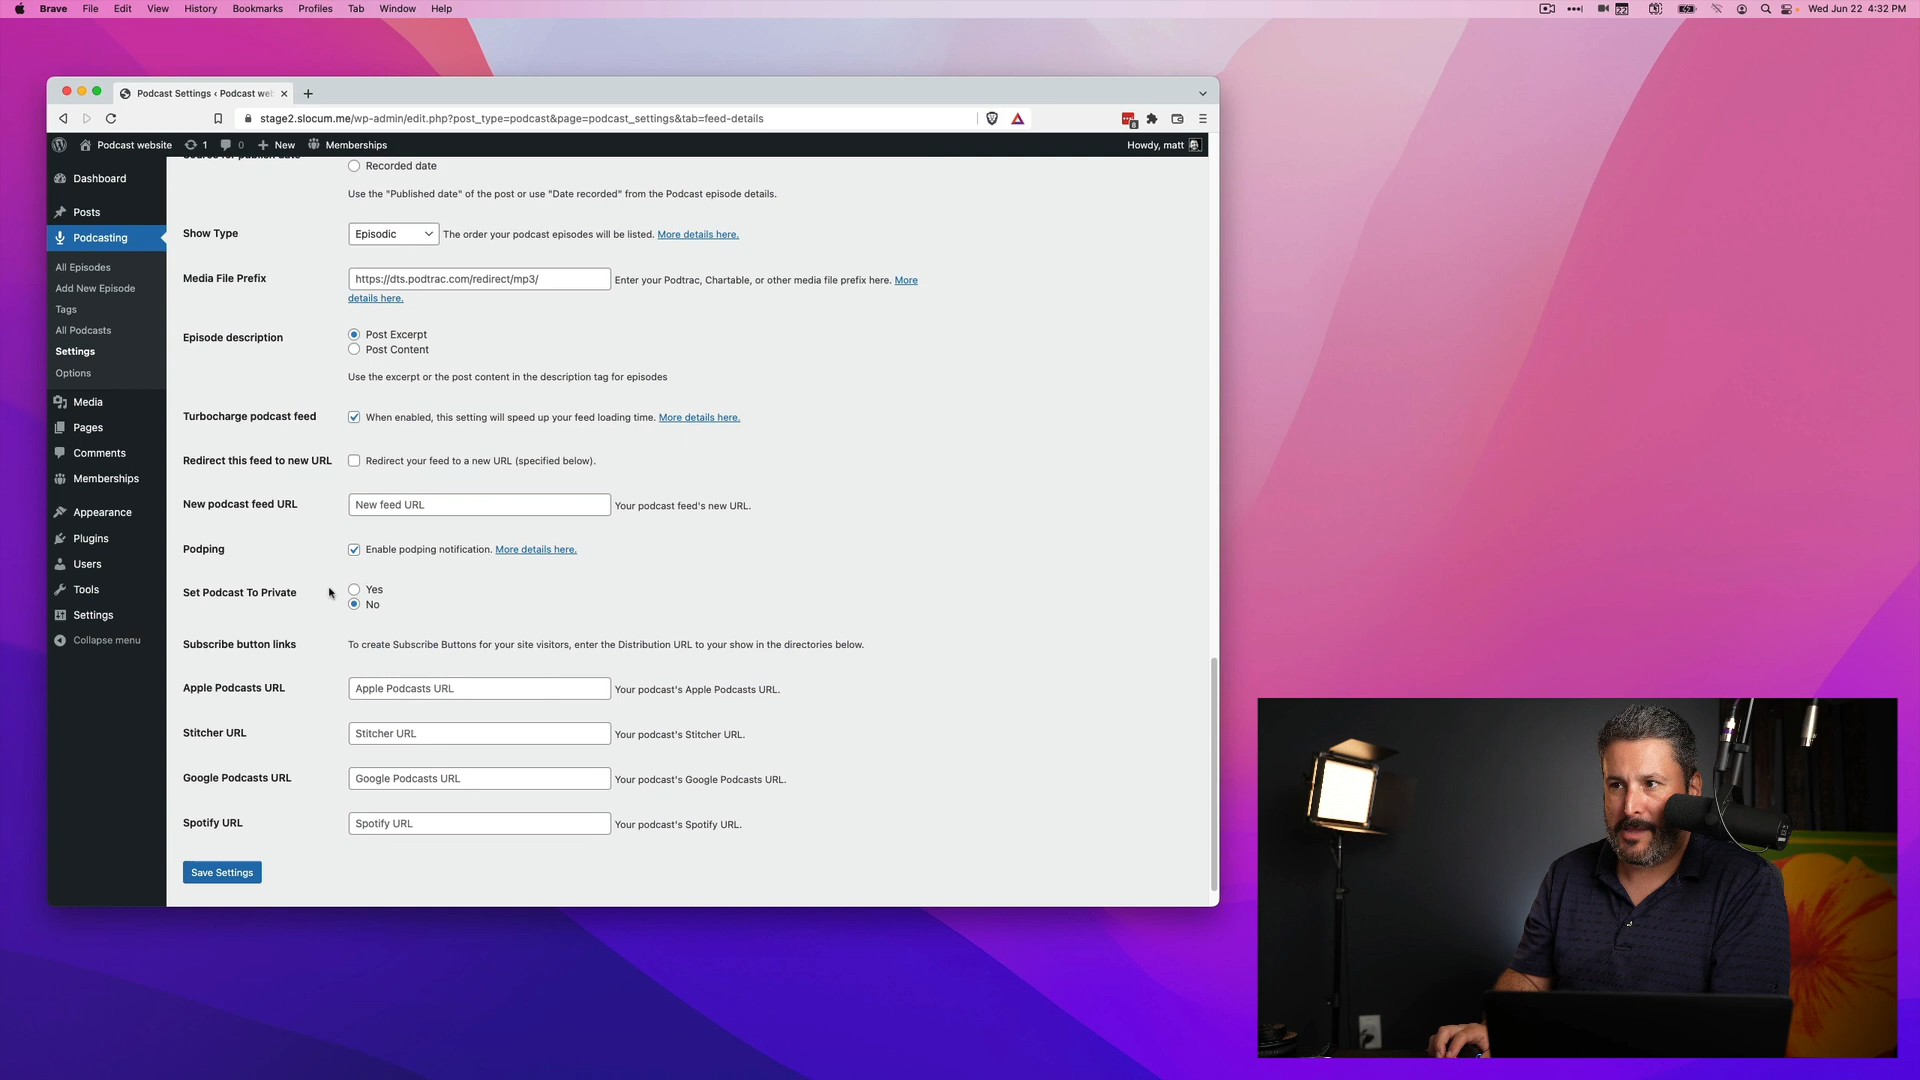 Brave File Edit View History Bookmarks Profiles Tab Window Help
22 Wed Jun 22 4:32 PM
Podcast Settings ‹ Podcast web
stage2.slocum.me/wp-admin/edit.php?post_type=podcast&page=podcast_settings&tab=feed-details
Podcast website 1 0 New Memberships Howdy, matt
Dashboard
Posts
Podcasting
All Episodes
Add New Episode
Tags
All Podcasts
Settings
Options
Media
Pages
Comments
Memberships
Appearance
Plugins
Users
Tools
Settings
Collapse menu
Source for publish date
Recorded date
Use the "Published date" of the post or use "Date recorded" from the Podcast episode details.
Show Type Episodic The order your podcast episodes will be listed. More details here.
Media File Prefix https://dts.podtrac.com/redirect/mp3/ Enter your Podtrac, Chartable, or other media file prefix here. More
details here.
Episode description Post Excerpt
Post Content
Use the excerpt or the post content in the description tag for episodes
Turbocharge podcast feed When enabled, this setting will speed up your feed loading time. More details here.
Redirect this feed to new URL Redirect your feed to a new URL (specified below).
New podcast feed URL New feed URL Your podcast feed's new URL.
Podping Enable podping notification. More details here.
Set Podcast To Private Yes
No
Subscribe button links To create Subscribe Buttons for your site visitors, enter the Distribution URL to your show in the directories below.
Apple Podcasts URL Apple Podcasts URL Your podcast's Apple Podcasts URL.
Stitcher URL Stitcher URL Your podcast's Stitcher URL.
Google Podcasts URL Google Podcasts URL Your podcast's Google Podcasts URL.
Spotify URL Spotify URL Your podcast's Spotify URL.
Save Settings